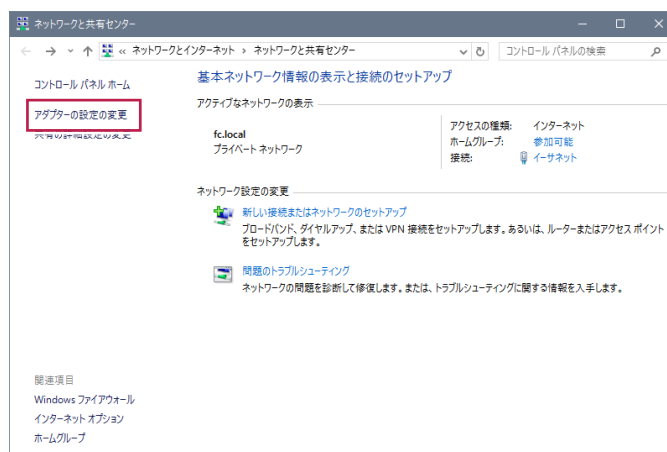 ネットワークと共有センター
« ネットワークとインターネット › ネットワークと共有センター
コントロール パネルの検索
コントロール パネル ホーム
アダプターの設定の変更
共有の詳細設定の変更
基本ネットワーク情報の表示と接続のセットアップ
アクティブなネットワークの表示
fc.local
プライベート ネットワーク
アクセスの種類: インターネット
ホームグループ: 参加可能
接続: イーサネット
ネットワーク設定の変更
新しい接続またはネットワークのセットアップ
ブロードバンド、ダイヤルアップ、または VPN 接続をセットアップします。あるいは、ルーターまたはアクセス ポイント
をセットアップします。
問題のトラブルシューティング
ネットワークの問題を診断して修復します。または、トラブルシューティングに関する情報を入手します。
関連項目
Windows ファイアウォール
インターネット オプション
ホームグループ